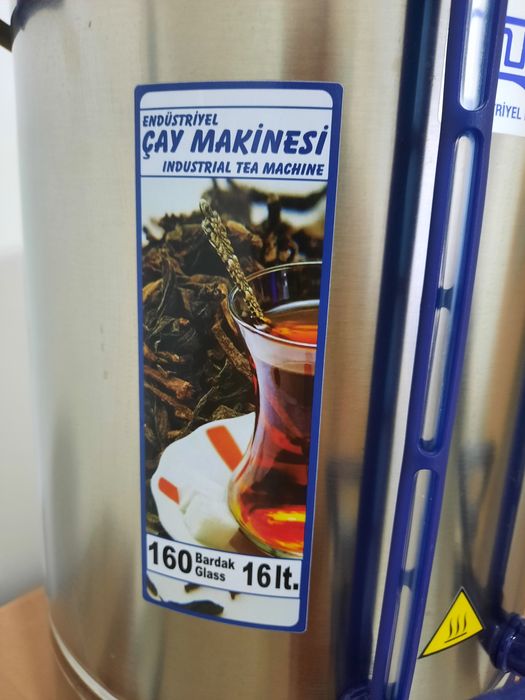 ENDÜSTRİYEL
ÇAY MAKİNESİ
INDUSTRIAL TEA MACHINE
160 Bardak 16lt.
Glass